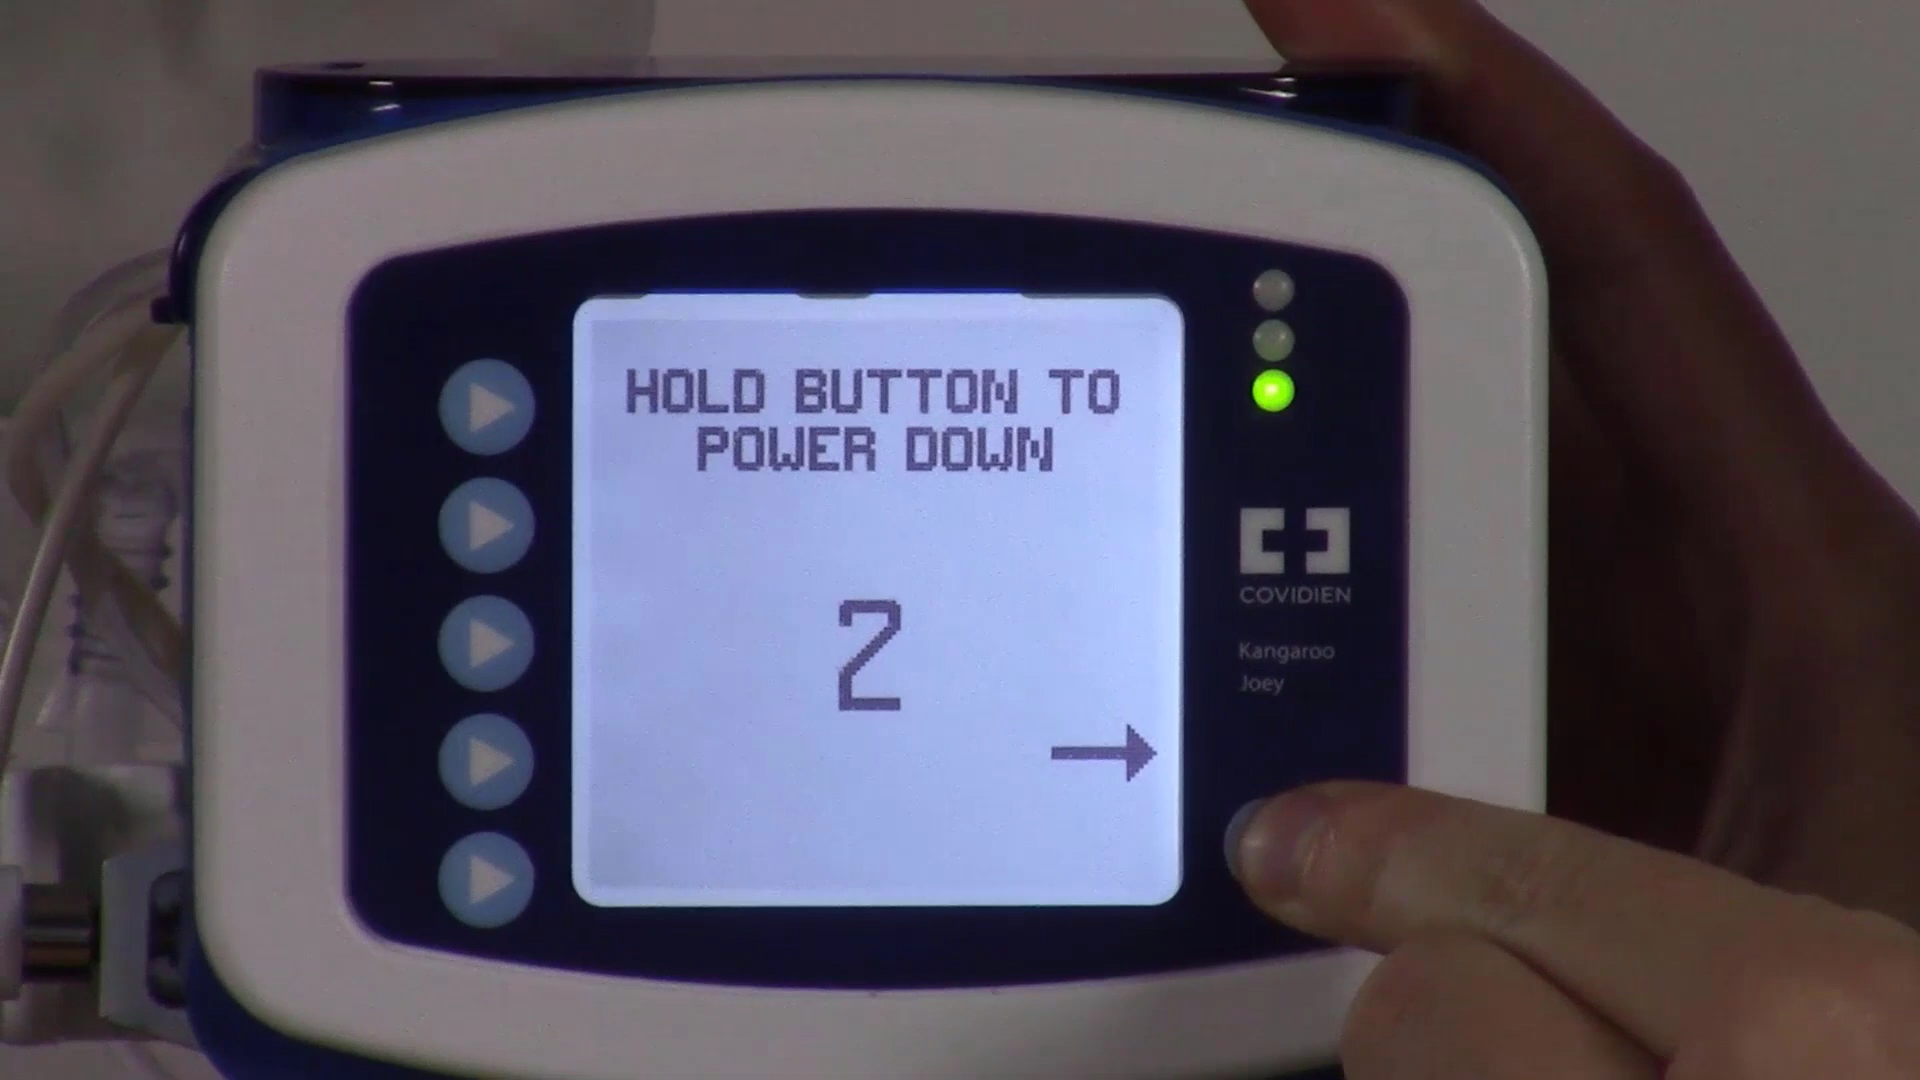 HOLD BUTTON TO
POWER DOWN
2
COVIDIEN
Kangaroo
Joey